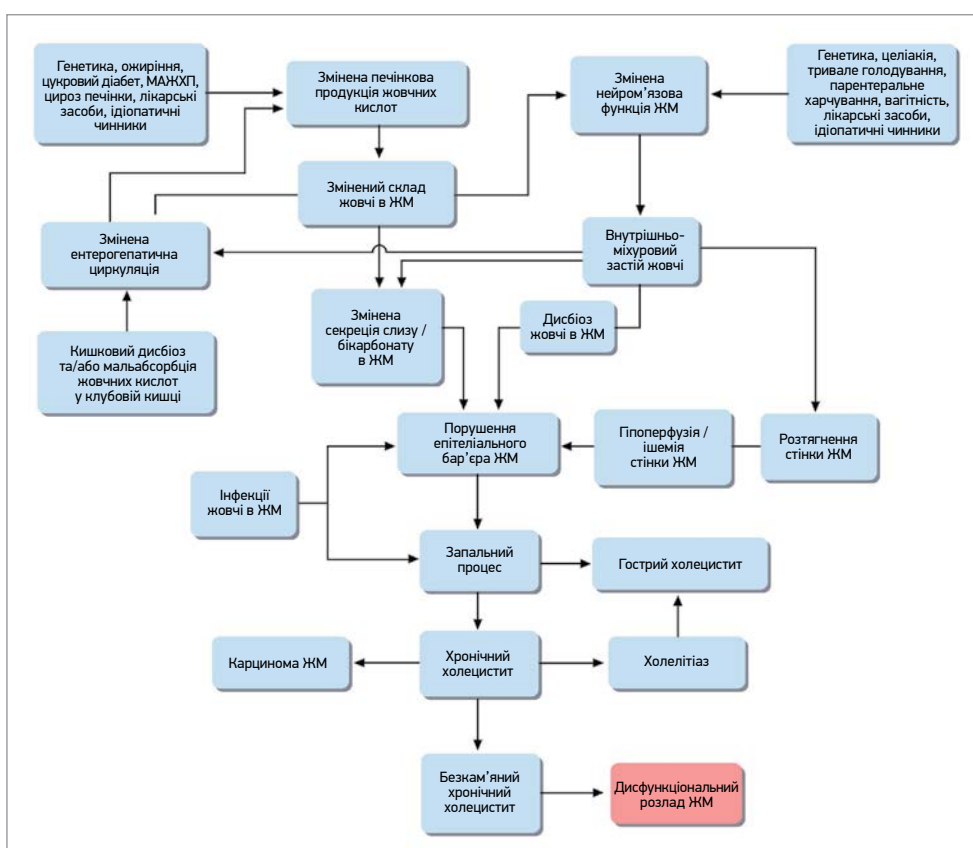 Генетика, ожиріння,
цукровий діабет, МАЖХП,
цироз печінки, лікарські
засоби, ідіопатичні
чинники
Змінена печінкова
продукція жовчних
кислот
Змінена
нейром’язова
функція ЖМ
Генетика, целіакія,
тривале голодування,
парентеральне
харчування, вагітність,
лікарські засоби,
ідіопатичні чинники
Змінений склад
жовчі в ЖМ
Змінена
ентерогепатична
циркуляція
Внутрішньо-
міхуровий
застій жовчі
Змінена
секреція слизу /
бікарбонату
в ЖМ
Дисбіоз
жовчі в ЖМ
Кишковий дисбіоз
та/або мальабсорбція
жовчних кислот
у клубовій кишці
Порушення
епітеліального
бар’єра ЖМ
Гіпоперфузія /
ішемія
стінки ЖМ
Розтягнення
стінки ЖМ
Інфекції
жовчі в ЖМ
Запальний
процес
Гострий холецистит
Карцинома ЖМ
Хронічний
холецистит
Холелітіаз
Безкам’яний
хронічний
холецистит
Дисфункціональний
розлад ЖМ